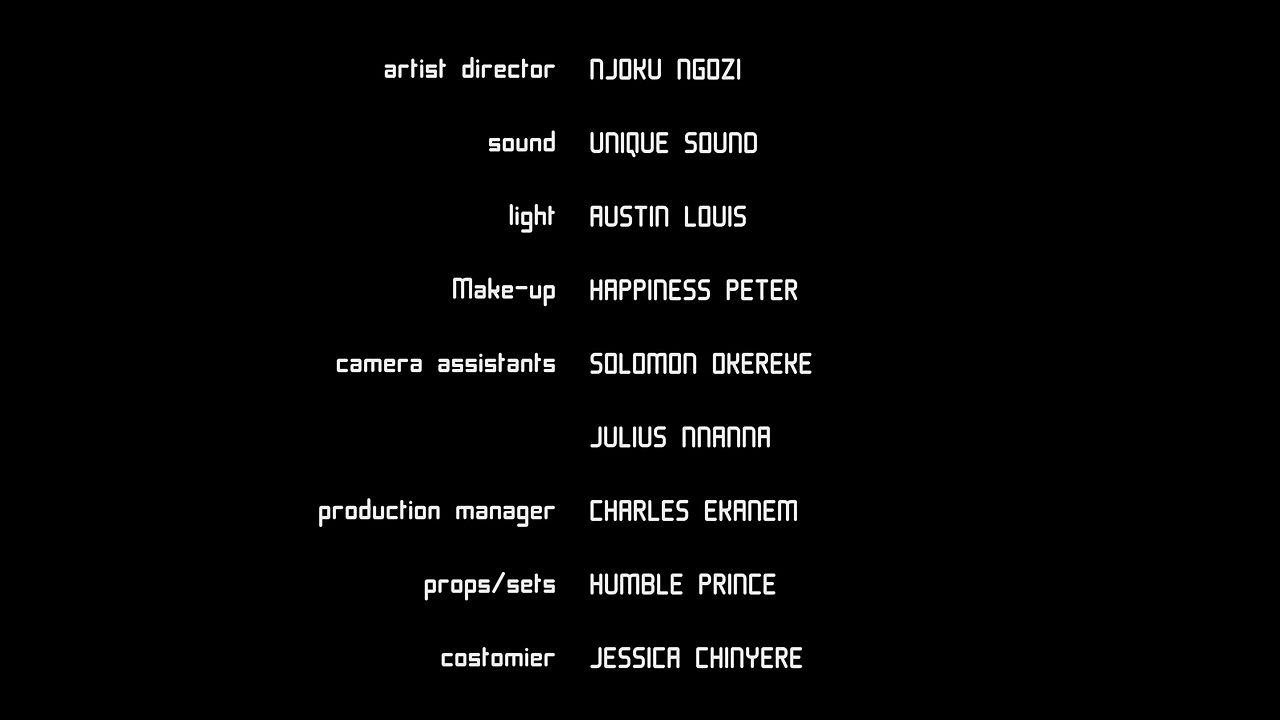 artist director NJOKU NGOZI
sound UNIQUE SOUND
light AUSTIN LOUIS
Make-up HAPPINESS PETER
camera assistants SOLOMON OKEREKE
JULIUS NNANNA
production manager CHARLES EKANEM
props/sets HUMBLE PRINCE
costomier JESSICA CHINYERE